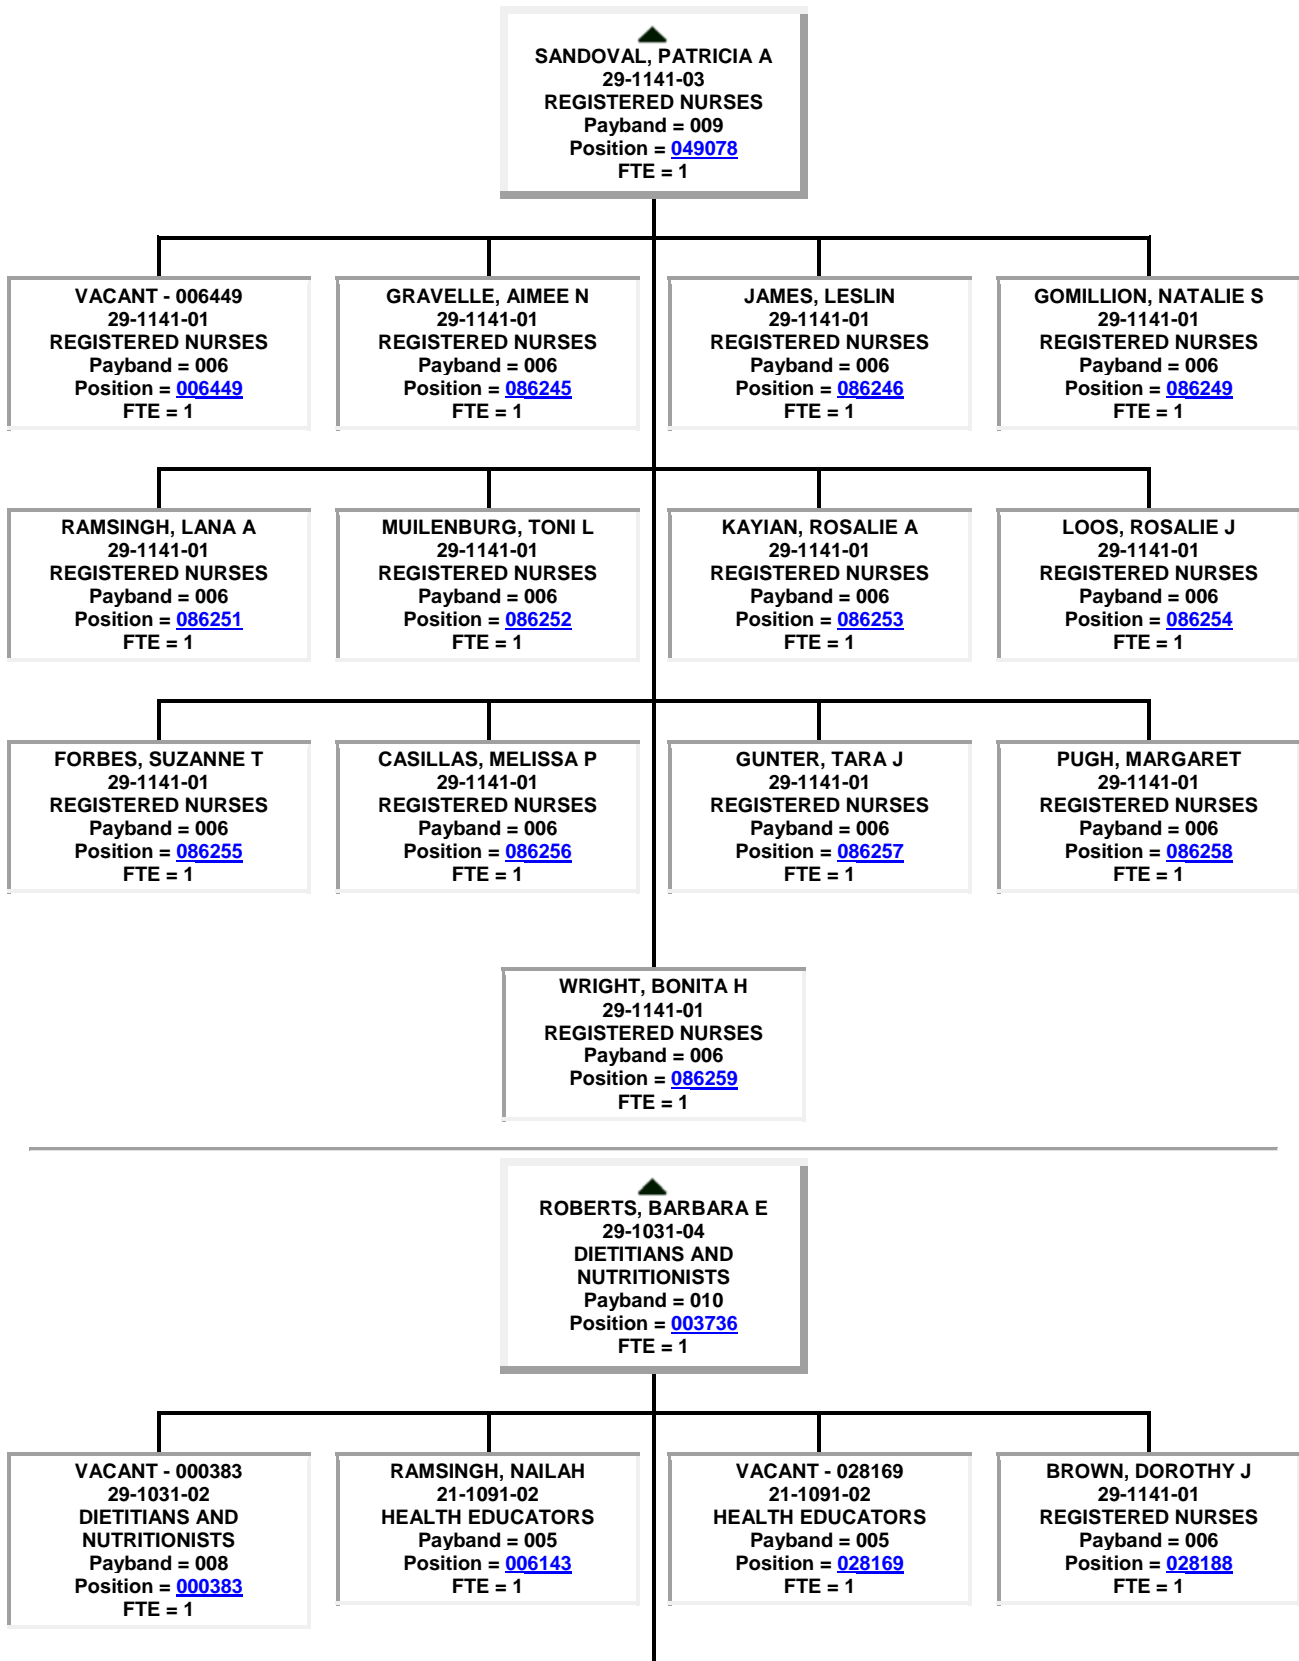 SANDOVAL, PATRICIA A
29-1141-03
REGISTERED NURSES
Payband = 009
Position = 049078
FTE = 1
VACANT - 006449
29-1141-01
REGISTERED NURSES
Payband = 006
Position = 006449
FTE = 1
GRAVELLE, AIMEE N
29-1141-01
REGISTERED NURSES
Payband = 006
Position = 086245
FTE = 1
JAMES, LESLIN
29-1141-01
REGISTERED NURSES
Payband = 006
Position = 086246
FTE = 1
GOMILLION, NATALIE S
29-1141-01
REGISTERED NURSES
Payband = 006
Position = 086249
FTE = 1
RAMSINGH, LANA A
29-1141-01
REGISTERED NURSES
Payband = 006
Position = 086251
FTE = 1
MUILENBURG, TONI L
29-1141-01
REGISTERED NURSES
Payband = 006
Position = 086252
FTE = 1
KAYIAN, ROSALIE A
29-1141-01
REGISTERED NURSES
Payband = 006
Position = 086253
FTE = 1
LOOS, ROSALIE J
29-1141-01
REGISTERED NURSES
Payband = 006
Position = 086254
FTE = 1
FORBES, SUZANNE T
29-1141-01
REGISTERED NURSES
Payband = 006
Position = 086255
FTE = 1
CASILLAS, MELISSA P
29-1141-01
REGISTERED NURSES
Payband = 006
Position = 086256
FTE = 1
GUNTER, TARA J
29-1141-01
REGISTERED NURSES
Payband = 006
Position = 086257
FTE = 1
PUGH, MARGARET
29-1141-01
REGISTERED NURSES
Payband = 006
Position = 086258
FTE = 1
WRIGHT, BONITA H
29-1141-01
REGISTERED NURSES
Payband = 006
Position = 086259
FTE = 1
ROBERTS, BARBARA E
29-1031-04
DIETITIANS AND
NUTRITIONISTS
Payband = 010
Position = 003736
FTE = 1
VACANT - 000383
29-1031-02
DIETITIANS AND
NUTRITIONISTS
Payband = 008
Position = 000383
FTE = 1
RAMSINGH, NAILAH
21-1091-02
HEALTH EDUCATORS
Payband = 005
Position = 006143
FTE = 1
VACANT - 028169
21-1091-02
HEALTH EDUCATORS
Payband = 005
Position = 028169
FTE = 1
BROWN, DOROTHY J
29-1141-01
REGISTERED NURSES
Payband = 006
Position = 028188
FTE = 1